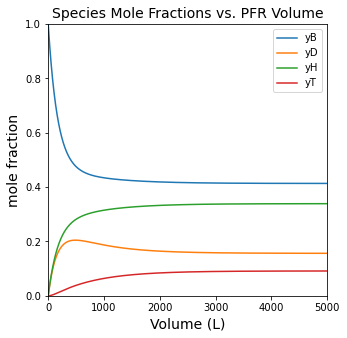 Species Mole Fractions vs. PFR Volume
yB
yD
yH
yT
mole fraction
1.0
0.8
0.6
0.4
0.2
0.0
0
1000
2000
3000
4000
5000
Volume (L)